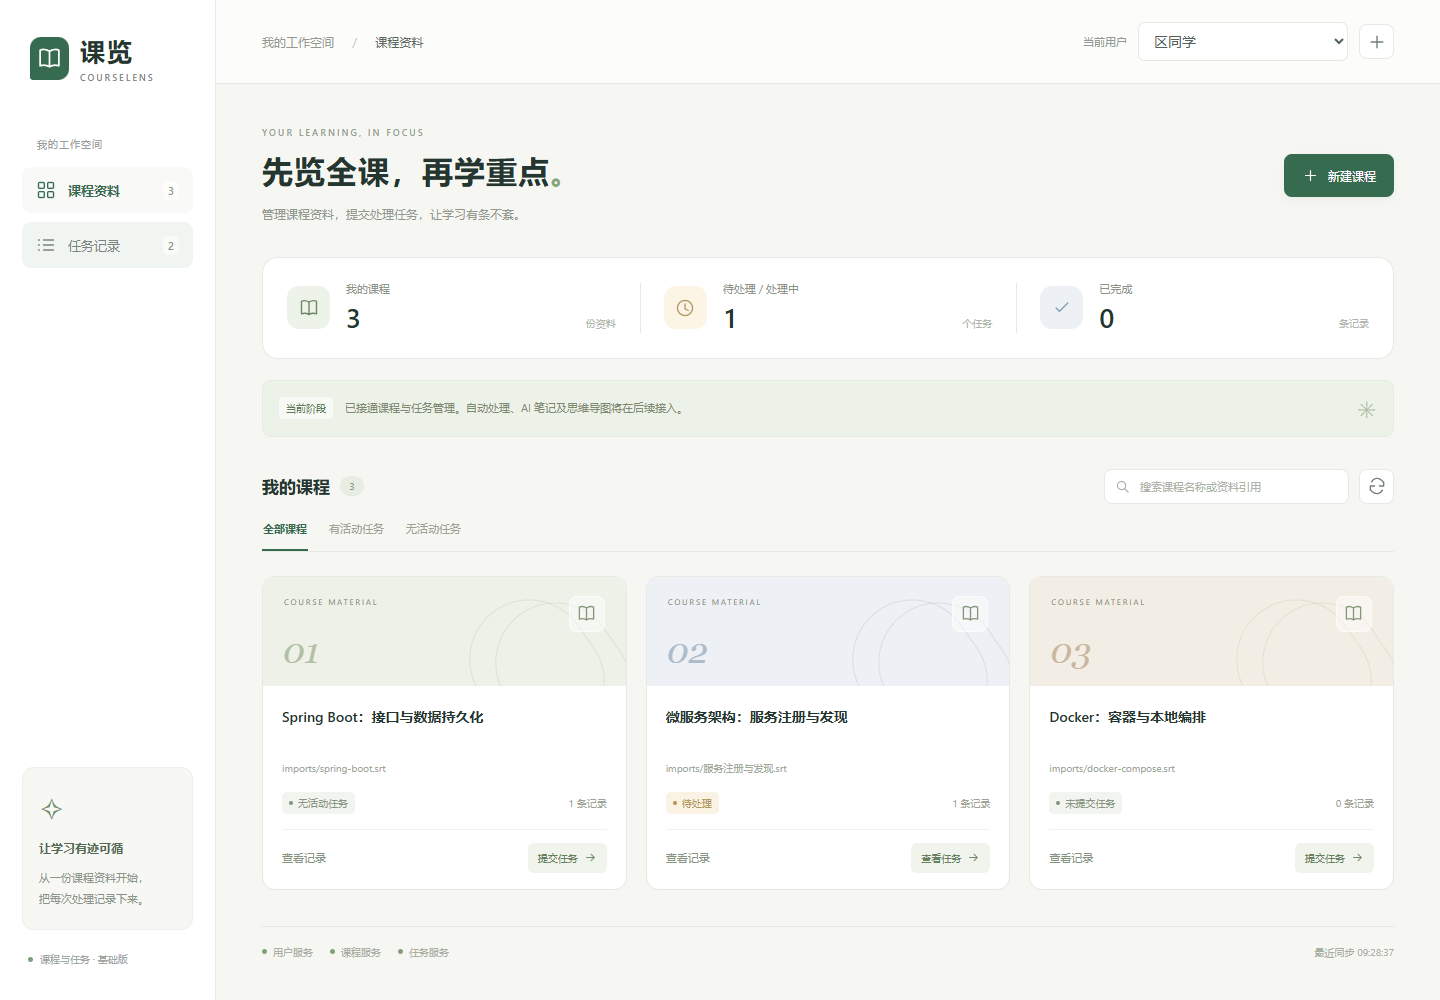 课览
COURSELENS
我的工作空间
课程资料 3
任务记录 2
让学习有迹可循
从一份课程资料开始，
把每次处理记录下来。
课程与任务 · 基础版
我的工作空间 / 课程资料
当前用户 区同学
YOUR LEARNING, IN FOCUS
先览全课，再学重点。
管理课程资料，提交处理任务，让学习有条不紊。
新建课程
我的课程
3
份资料
待处理 / 处理中
1
个任务
已完成
0
条记录
当前阶段 已接通课程与任务管理。自动处理、AI 笔记及思维导图将在后续接入。
我的课程 3
搜索课程名称或资料引用
全部课程 有活动任务 无活动任务
COURSE MATERIAL
01
Spring Boot：接口与数据持久化
imports/spring-boot.srt
无活动任务 1 条记录
查看记录 提交任务
COURSE MATERIAL
02
微服务架构：服务注册与发现
imports/服务注册与发现.srt
待处理 1 条记录
查看记录 查看任务
COURSE MATERIAL
03
Docker：容器与本地编排
imports/docker-compose.srt
未提交任务 0 条记录
查看记录 提交任务
用户服务 课程服务 任务服务
最近同步 09:28:37